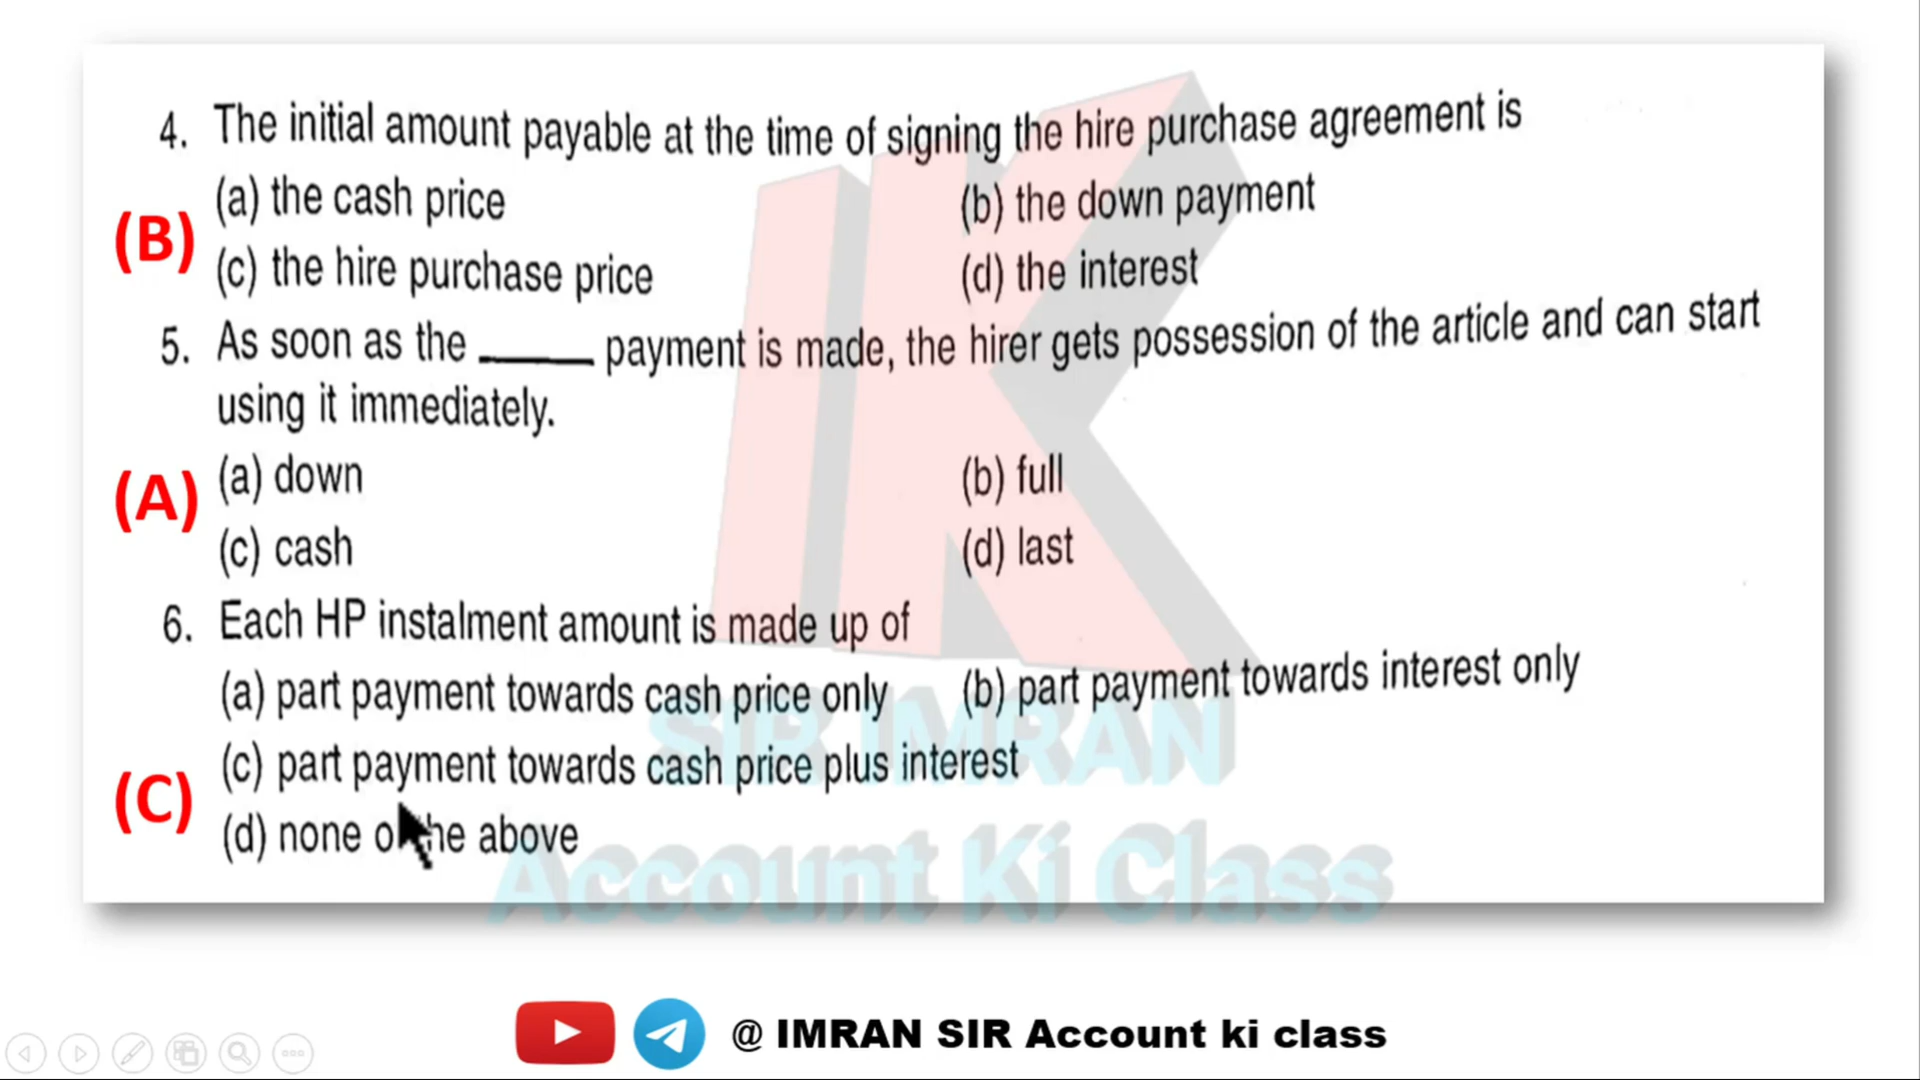 4. The initial amount payable at the time of signing the hire purchase agreement is
(a) the cash price (b) the down payment
(B)
(c) the hire purchase price (d) the interest
5. As soon as the ______ payment is made, the hirer gets possession of the article and can start
using it immediately.
(a) down (b) full
(A)
(c) cash (d) last
6. Each HP instalment amount is made up of
(a) part payment towards cash price only (b) part payment towards interest only
(c) part payment towards cash price plus interest
(C)
(d) none of the above
SIR IMRAN
Account Ki Class
@ IMRAN SIR Account ki class